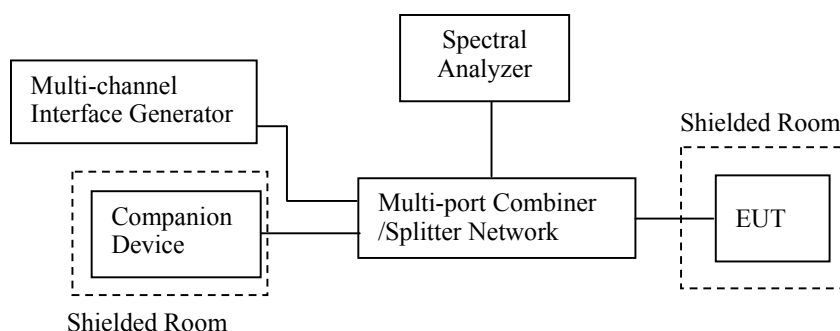 Spectral
Analyzer
Multi-channel
Interface Generator
Shielded Room
Companion
Device
Multi-port Combiner
/Splitter Network
EUT
Shielded Room